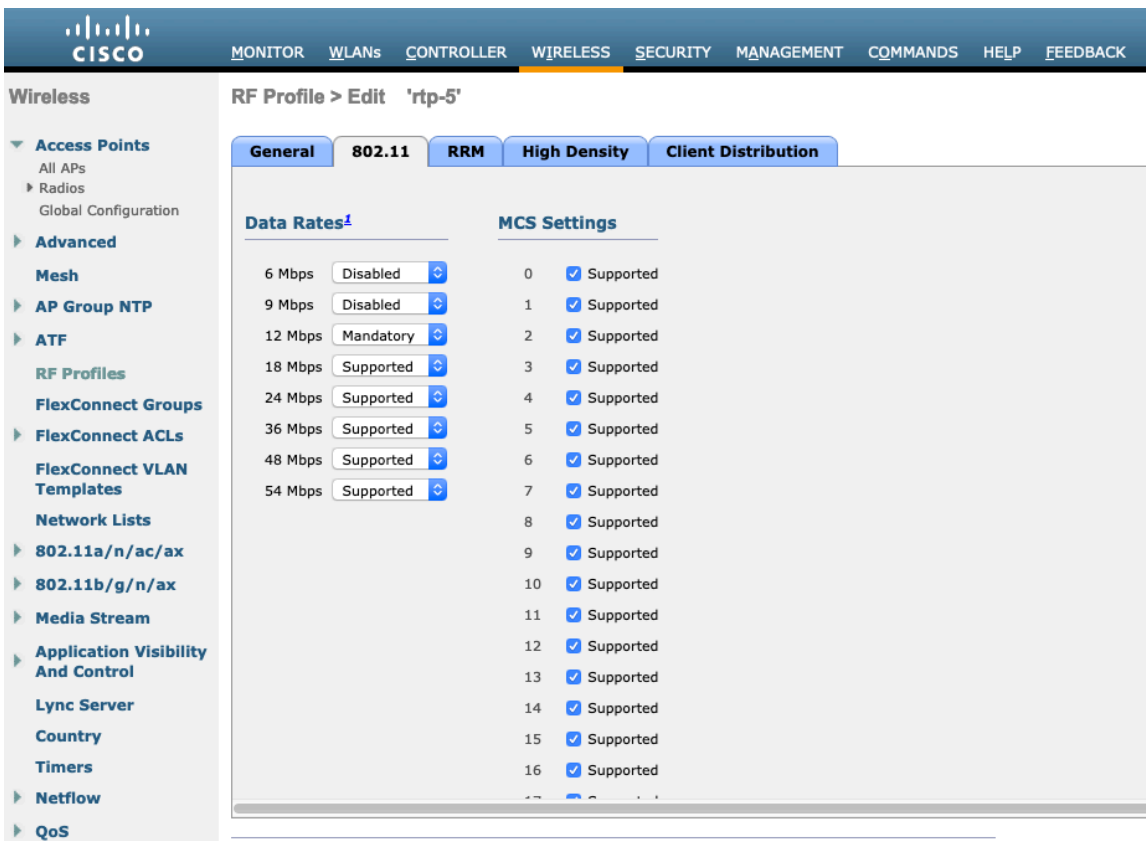 CISCO
MONITOR WLANs CONTROLLER WIRELESS SECURITY MANAGEMENT COMMANDS HELP FEEDBACK
Wireless
Access Points
All APs
Radios
Global Configuration
Advanced
Mesh
AP Group NTP
ATF
RF Profiles
FlexConnect Groups
FlexConnect ACLs
FlexConnect VLAN
Templates
Network Lists
802.11a/n/ac/ax
802.11b/g/n/ax
Media Stream
Application Visibility
And Control
Lync Server
Country
Timers
Netflow
QoS
RF Profile > Edit 'rtp-5'
General 802.11 RRM High Density Client Distribution
Data Rates1
6 Mbps Disabled
9 Mbps Disabled
12 Mbps Mandatory
18 Mbps Supported
24 Mbps Supported
36 Mbps Supported
48 Mbps Supported
54 Mbps Supported
MCS Settings
0 Supported
1 Supported
2 Supported
3 Supported
4 Supported
5 Supported
6 Supported
7 Supported
8 Supported
9 Supported
10 Supported
11 Supported
12 Supported
13 Supported
14 Supported
15 Supported
16 Supported